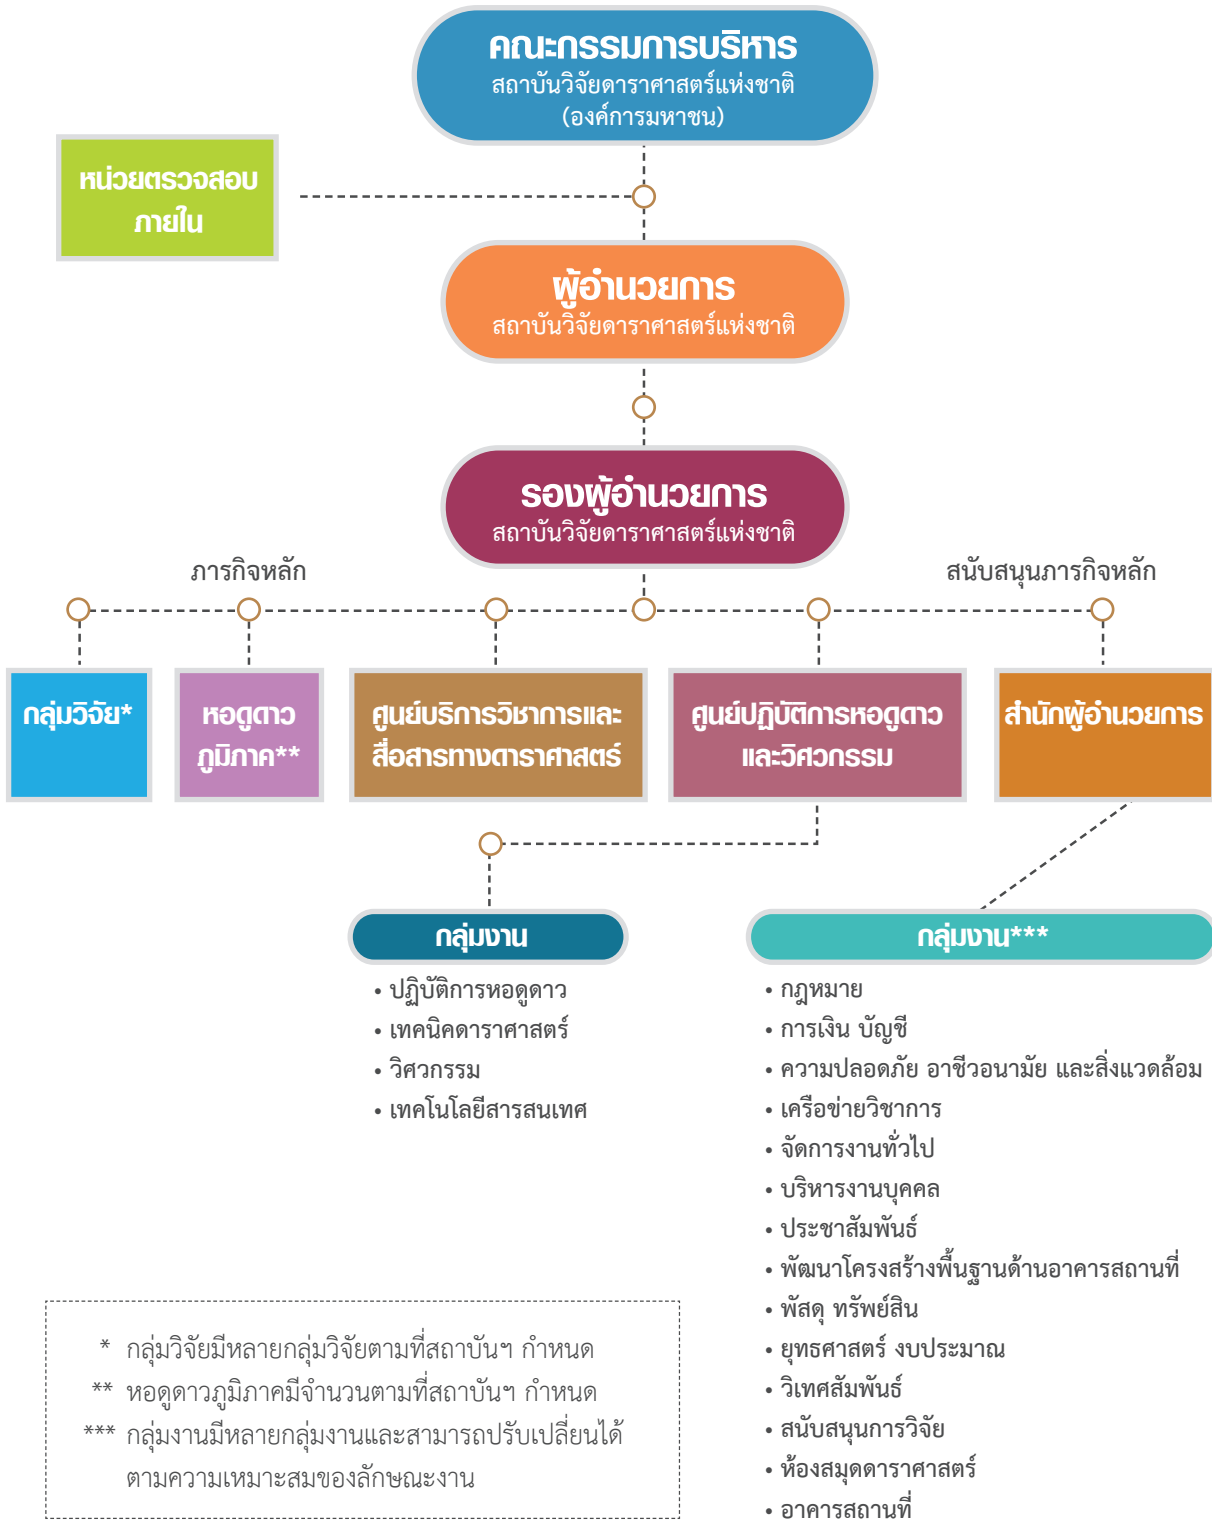 คณะกรรมการบริหาร
สถาบันวิจัยดาราศาสตร์แห่งชาติ
(องค์การมหาชน)
หน่วยตรวจสอบ
ภายใน
ผู้อำนวยการ
สถาบันวิจัยดาราศาสตร์แห่งชาติ
รองผู้อำนวยการ
สถาบันวิจัยดาราศาสตร์แห่งชาติ
ภารกิจหลัก
สนับสนุนภารกิจหลัก
กลุ่มวิจัย*
หอดูดาว
ภูมิภาค**
ศูนย์บริการวิชาการและ
สื่อสารทางดาราศาสตร์
ศูนย์ปฏิบัติการหอดูดาว
และวิศวกรรม
สำนักผู้อำนวยการ
กลุ่มงาน
• ปฏิบัติการหอดูดาว
• เทคนิคดาราศาสตร์
• วิศวกรรม
• เทคโนโลยีสารสนเทศ
กลุ่มงาน***
• กฎหมาย
• การเงิน บัญชี
• ความปลอดภัย อาชีวอนามัย และสิ่งแวดล้อม
• เครือข่ายวิชาการ
• จัดการงานทั่วไป
• บริหารงานบุคคล
• ประชาสัมพันธ์
• พัฒนาโครงสร้างพื้นฐานด้านอาคารสถานที่
• พัสดุ ทรัพย์สิน
• ยุทธศาสตร์ งบประมาณ
• วิเทศสัมพันธ์
• สนับสนุนการวิจัย
• ห้องสมุดดาราศาสตร์
• อาคารสถานที่
* กลุ่มวิจัยมีหลายกลุ่มวิจัยตามที่สถาบันฯ กำหนด
** หอดูดาวภูมิภาคมีจำนวนตามที่สถาบันฯ กำหนด
*** กลุ่มงานมีหลายกลุ่มงานและสามารถปรับเปลี่ยนได้
ตามความเหมาะสมของลักษณะงาน